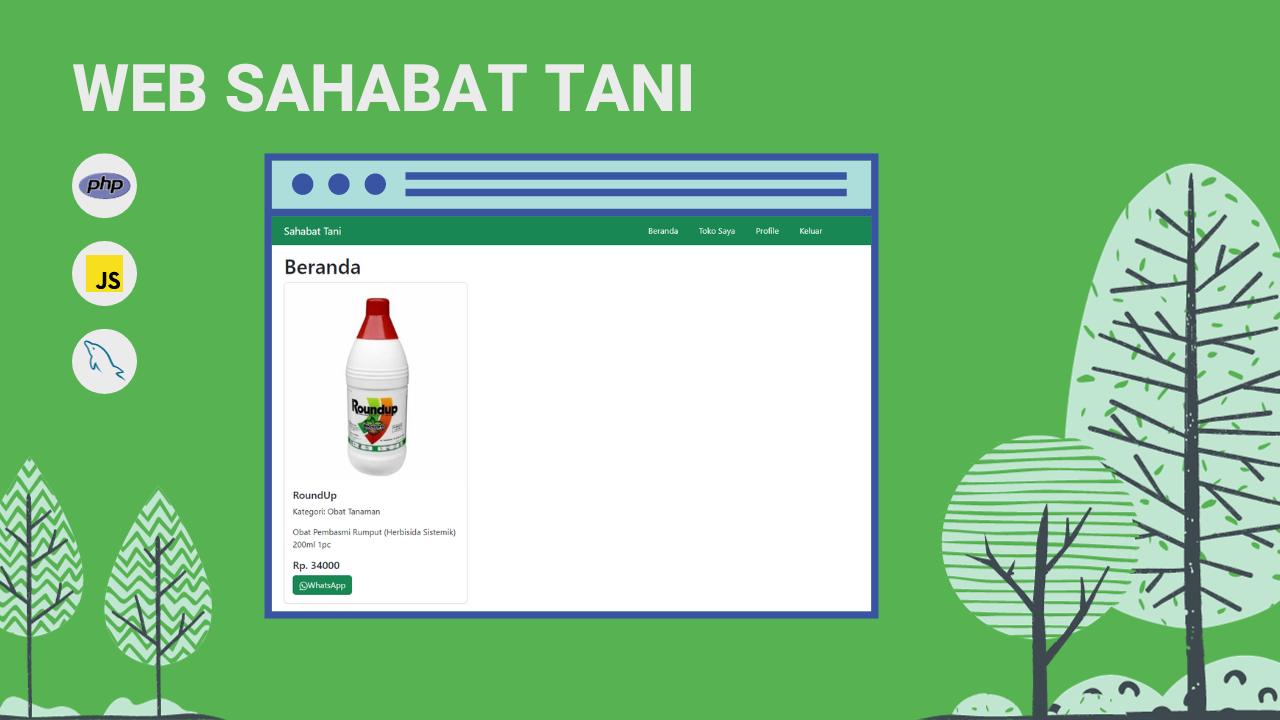 WEB SAHABAT TANI
php
JS
Sahabat Tani
Beranda
Toko Saya
Profile
Keluar
Beranda
Roundup
RoundUp
Kategori: Obat Tanaman
Obat Pembasmi Rumput (Herbisida Sistemik)
200ml 1pc
Rp. 34000
WhatsApp